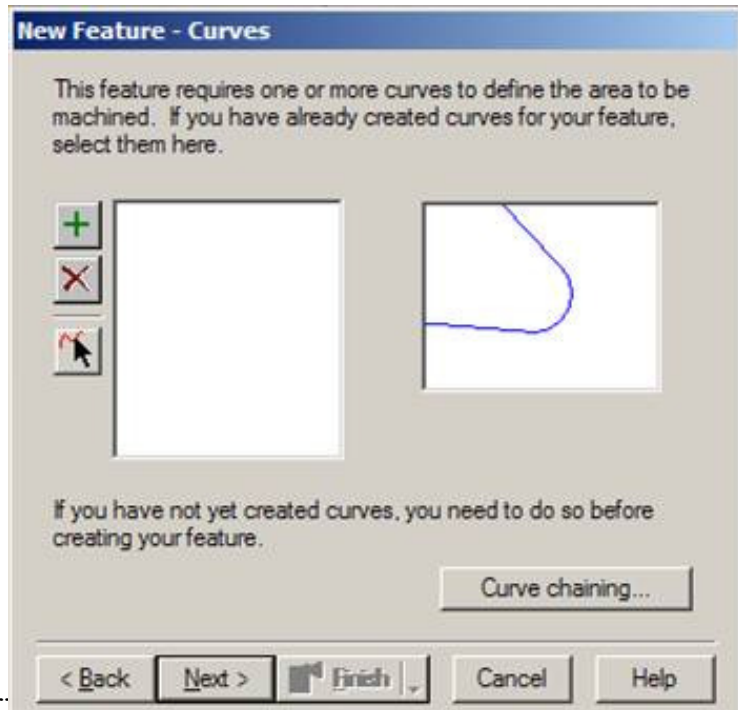 New Feature - Curves
This feature requires one or more curves to define the area to be
machined. If you have already created curves for your feature,
select them here.
If you have not yet created curves, you need to do so before
creating your feature.
Curve chaining...
< Back Next > Finish Cancel Help